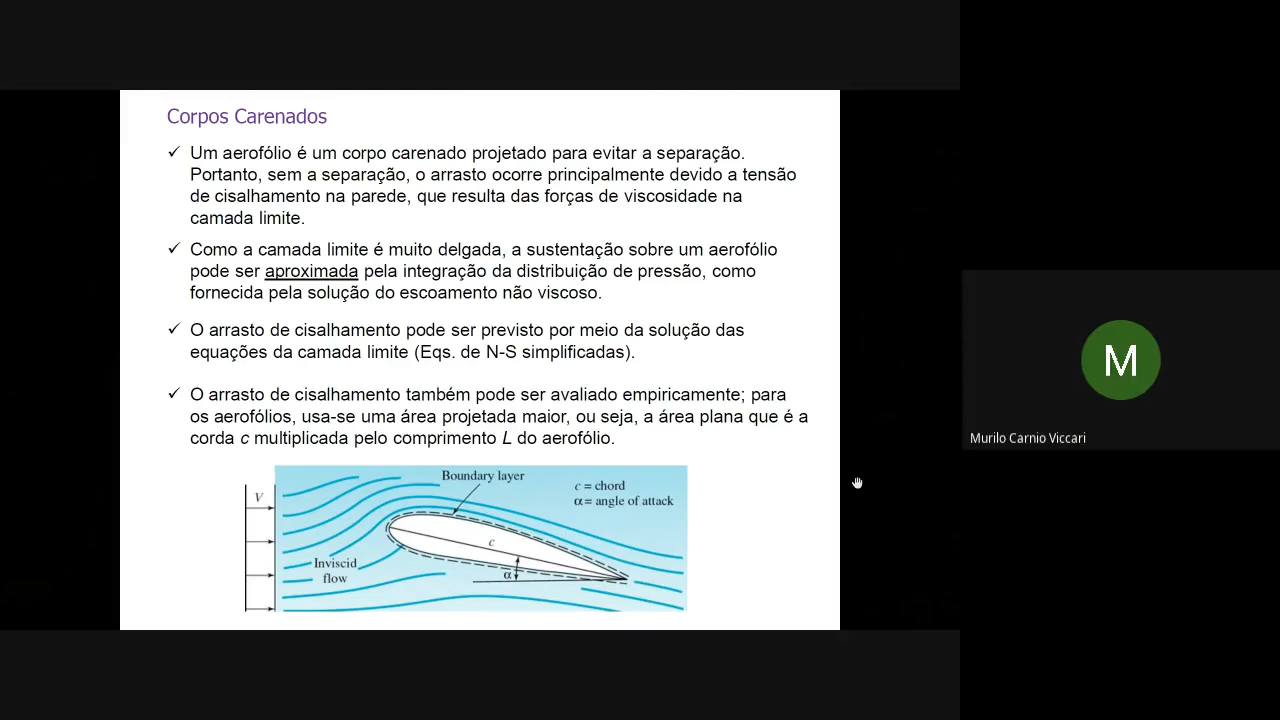 Corpos Carenados
✓ Um aerofólio é um corpo carenado projetado para evitar a separação.
Portanto, sem a separação, o arrasto ocorre principalmente devido a tensão
de cisalhamento na parede, que resulta das forças de viscosidade na
camada limite.
✓ Como a camada limite é muito delgada, a sustentação sobre um aerofólio
pode ser aproximada pela integração da distribuição de pressão, como
fornecida pela solução do escoamento não viscoso.
✓ O arrasto de cisalhamento pode ser previsto por meio da solução das
equações da camada limite (Eqs. de N-S simplificadas).
✓ O arrasto de cisalhamento também pode ser avaliado empiricamente; para
os aerofólios, usa-se uma área projetada maior, ou seja, a área plana que é a
corda c multiplicada pelo comprimento L do aerofólio.
Boundary layer
V
c = chord
α = angle of attack
c
Inviscid
flow
α
M
Murilo Carnio Viccari